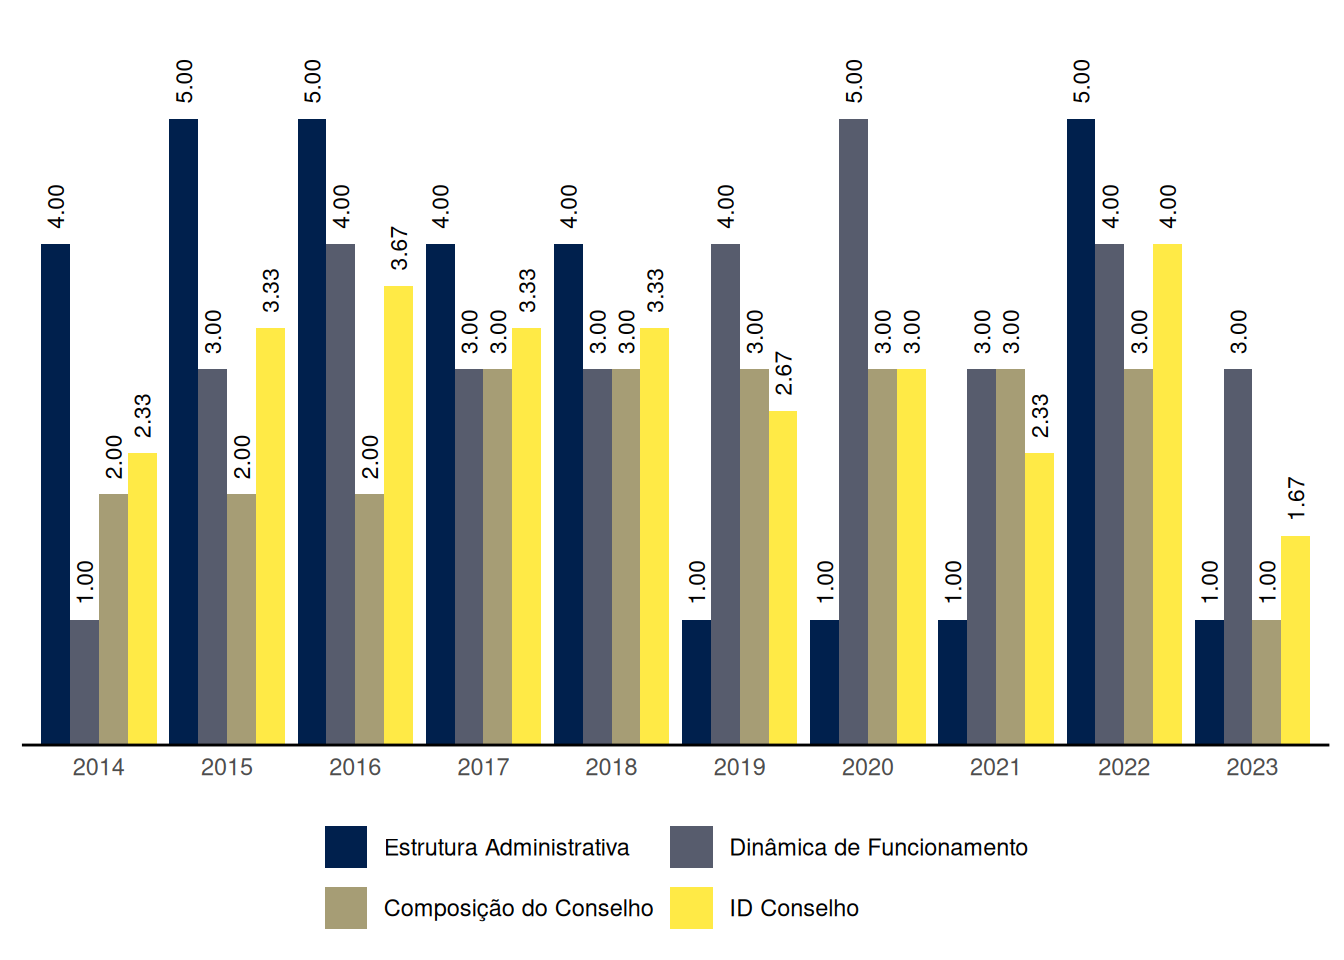 4.00 1.00 2.00 2.33
5.00 3.00 2.00 3.33
5.00 4.00 2.00 3.67
4.00 3.00 3.00 3.33
4.00 3.00 3.00 3.33
1.00 4.00 3.00 2.67
1.00 5.00 3.00 3.00
1.00 3.00 3.00 2.33
5.00 4.00 3.00 4.00
1.00 3.00 1.00 1.67
2014 2015 2016 2017 2018 2019 2020 2021 2022 2023
Estrutura Administrativa Dinâmica de Funcionamento
Composição do Conselho ID Conselho